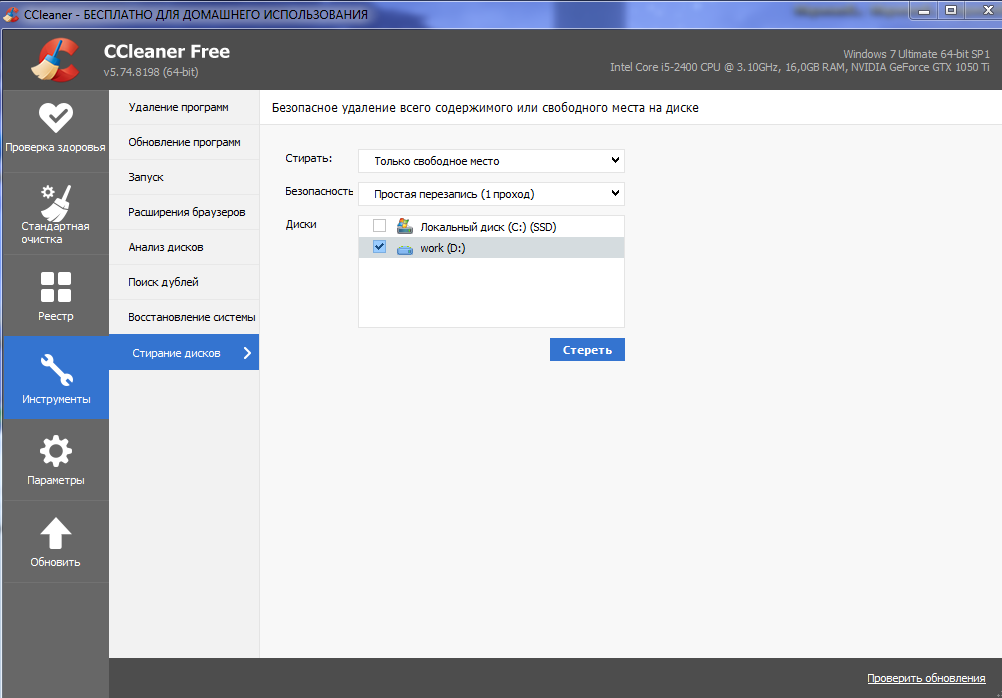 CCleaner - БЕСПЛАТНО ДЛЯ ДОМАШНЕГО ИСПОЛЬЗОВАНИЯ
CCleaner Free
v5.74.8198 (64-bit)
Windows 7 Ultimate 64-bit SP1
Intel Core i5-2400 CPU @ 3.10GHz, 16,0GB RAM, NVIDIA GeForce GTX 1050 Ti
Проверка здоровья
Стандартная
очистка
Реестр
Инструменты
Параметры
Обновить
Удаление программ
Обновление программ
Запуск
Расширения браузеров
Анализ дисков
Поиск дублей
Восстановление системы
Стирание дисков
Безопасное удаление всего содержимого или свободного места на диске
Стирать: Только свободное место
Безопасность Простая перезапись (1 проход)
Диски Локальный диск (C:) (SSD)
work (D:)
Стереть
Проверить обновления